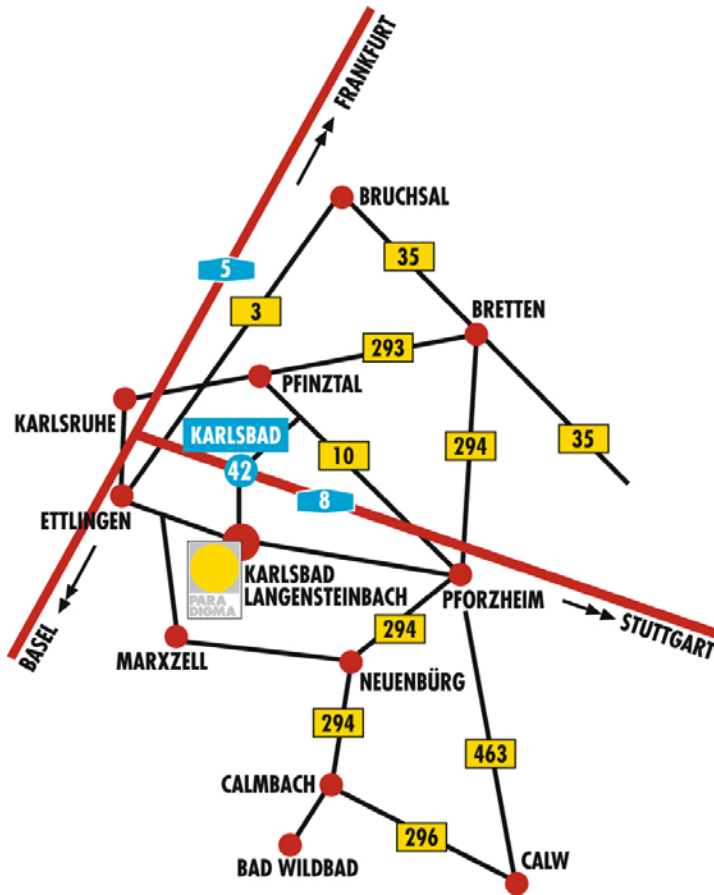 FRANKFURT
BRUCHSAL
5
35
3
BRETTEN
293
PFINZTAL
KARLSRUHE
KARLSBAD
35
294
10
42
8
ETTLINGEN
KARLSBAD
LANGENSTEINBACH
PARA
DIGMA
PFORZHEIM
BASEL
STUTTGART
294
MARXZELL
NEUENBÜRG
294
463
CALMBACH
296
BAD WILDBAD
CALW